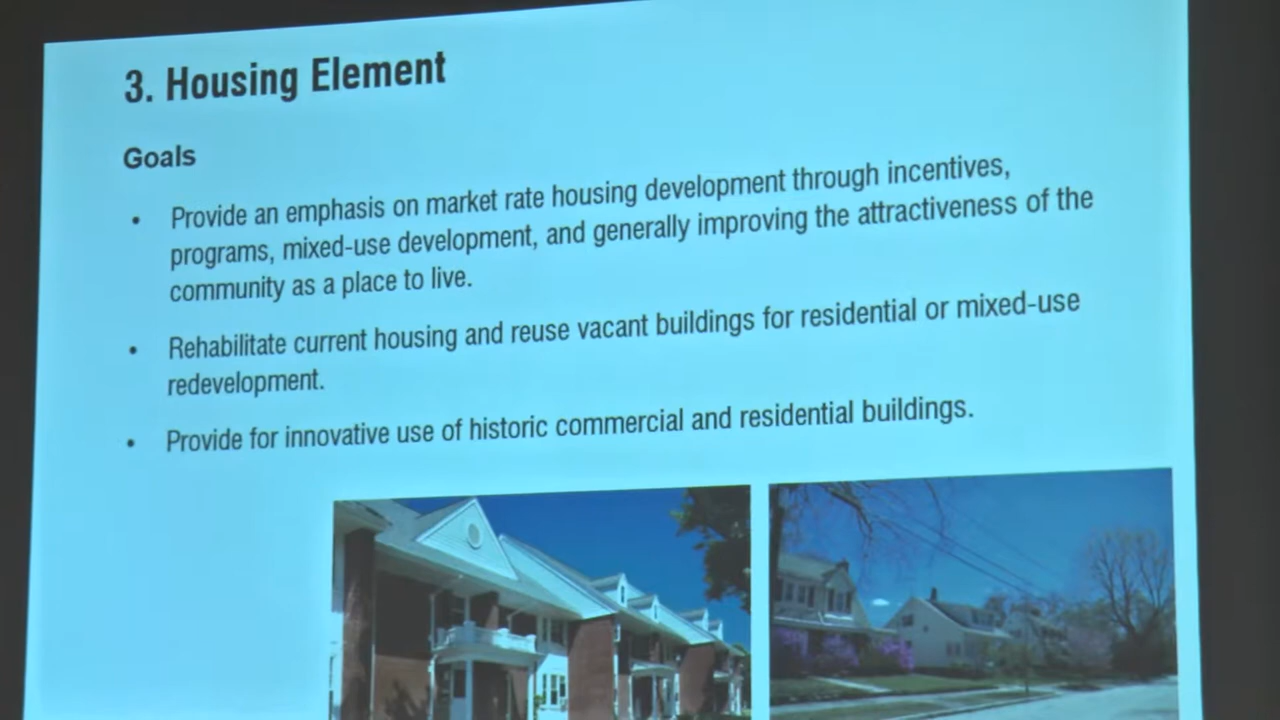 3. Housing Element
Goals
• Provide an emphasis on market rate housing development through incentives,
programs, mixed-use development, and generally improving the attractiveness of the
community as a place to live.
• Rehabilitate current housing and reuse vacant buildings for residential or mixed-use
redevelopment.
• Provide for innovative use of historic commercial and residential buildings.